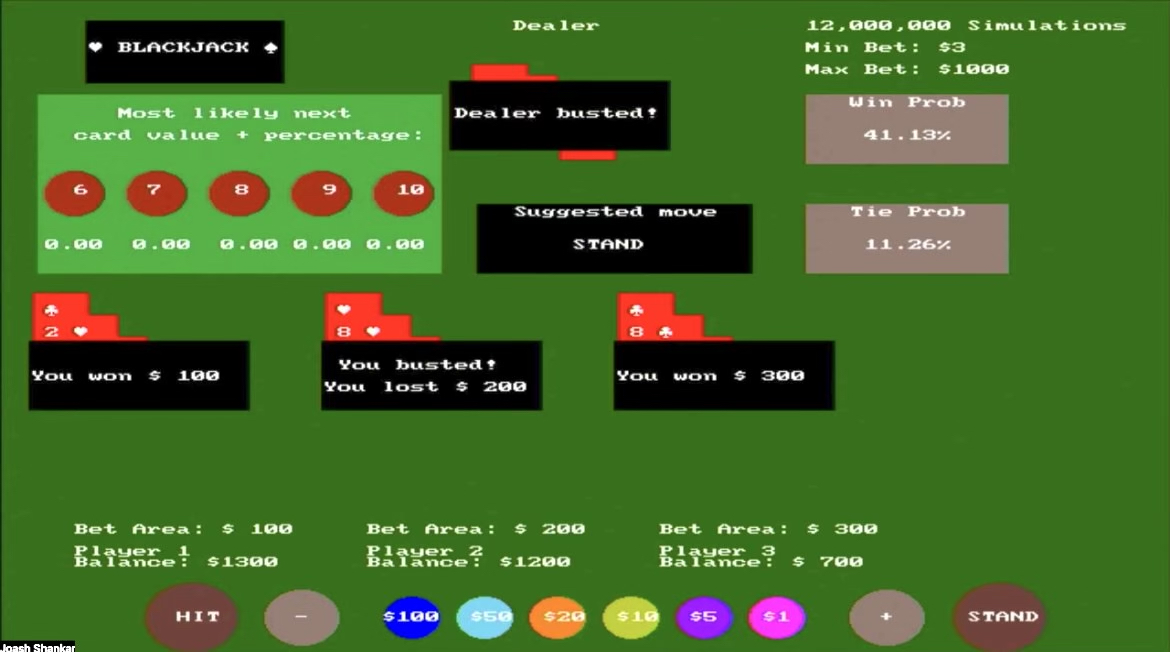 ♥ BLACKJACK ♠
Dealer
12,000,000 Simulations
Min Bet: $3
Max Bet: $1000
Most likely next
card value + percentage:
6 7 8 9 10
0.00 0.00 0.00 0.00 0.00
Dealer busted!
Win Prob
41.13%
Suggested move
STAND
Tie Prob
11.26%
♣
2 ♥
You won $ 100
♥
8 ♥
You busted!
You lost $ 200
♣
8 ♣
You won $ 300
Bet Area: $ 100
Player 1
Balance: $1300
Bet Area: $ 200
Player 2
Balance: $1200
Bet Area: $ 300
Player 3
Balance: $ 700
HIT - $100 $50 $20 $10 $5 $1 + STAND
Joash Shankar